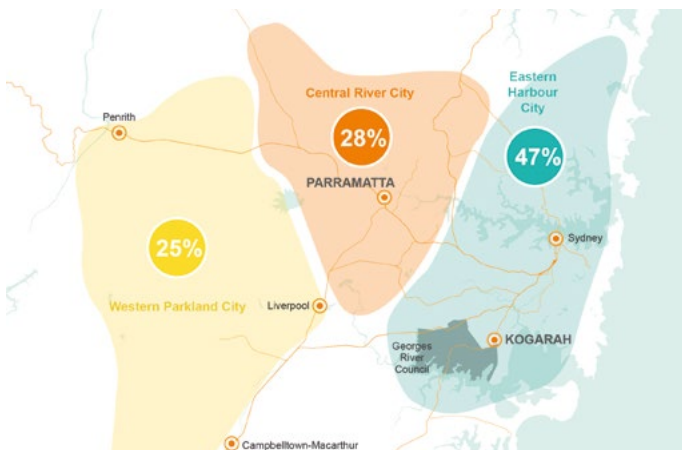 Eastern
Harbour
City
Central River City
47%
28%
Penrith
PARRAMATTA
25%
Sydney
Western Parkland City
Liverpool
KOGARAH
Georges
River
Council
Campbelltown-Macarthur